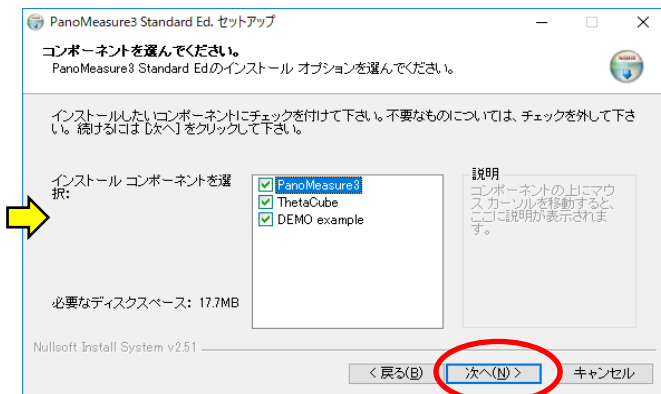 PanoMeasure3 Standard Ed. セットアップ
コンポーネントを選んでください。
PanoMeasure3 Standard Ed.のインストール オプションを選んでください。
インストールしたいコンポーネントにチェックを付けて下さい。不要なものについては、チェックを外して下さ
い。続けるには [次へ] をクリックして下さい。
インストール コンポーネントを選
択:
PanoMeasure3
ThetaCube
DEMO example
説明
コンポーネントの上にマウ
ス カーソルを移動すると、
ここに説明が表示されま
す。
必要なディスクスペース: 17.7MB
Nullsoft Install System v2.51
< 戻る(B)
次へ(N) >
キャンセル